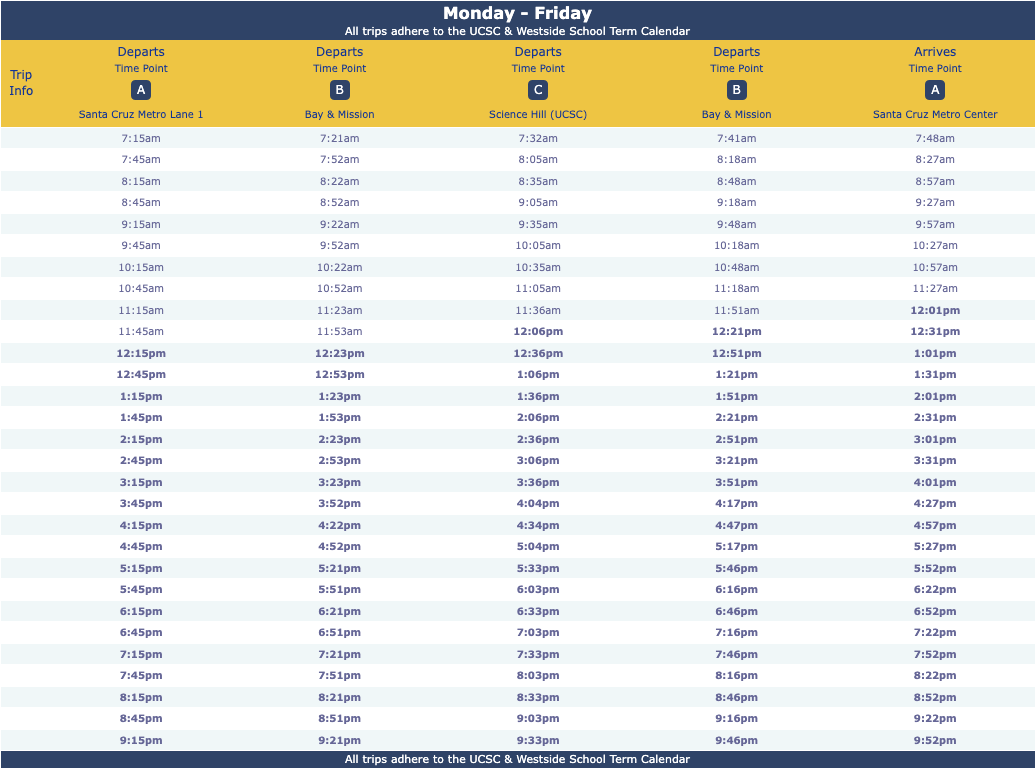 Monday - Friday
All trips adhere to the UCSC & Westside School Term Calendar
Trip Info
Departs Departs Departs Departs Arrives
Time Point Time Point Time Point Time Point Time Point
A B C B A
Santa Cruz Metro Lane 1 Bay & Mission Science Hill (UCSC) Bay & Mission Santa Cruz Metro Center
7:15am 7:21am 7:32am 7:41am 7:48am
7:45am 7:52am 8:05am 8:18am 8:27am
8:15am 8:22am 8:35am 8:48am 8:57am
8:45am 8:52am 9:05am 9:18am 9:27am
9:15am 9:22am 9:35am 9:48am 9:57am
9:45am 9:52am 10:05am 10:18am 10:27am
10:15am 10:22am 10:35am 10:48am 10:57am
10:45am 10:52am 11:05am 11:18am 11:27am
11:15am 11:23am 11:36am 11:51am 12:01pm
11:45am 11:53am 12:06pm 12:21pm 12:31pm
12:15pm 12:23pm 12:36pm 12:51pm 1:01pm
12:45pm 12:53pm 1:06pm 1:21pm 1:31pm
1:15pm 1:23pm 1:36pm 1:51pm 2:01pm
1:45pm 1:53pm 2:06pm 2:21pm 2:31pm
2:15pm 2:23pm 2:36pm 2:51pm 3:01pm
2:45pm 2:53pm 3:06pm 3:21pm 3:31pm
3:15pm 3:23pm 3:36pm 3:51pm 4:01pm
3:45pm 3:52pm 4:04pm 4:17pm 4:27pm
4:15pm 4:22pm 4:34pm 4:47pm 4:57pm
4:45pm 4:52pm 5:04pm 5:17pm 5:27pm
5:15pm 5:21pm 5:33pm 5:46pm 5:52pm
5:45pm 5:51pm 6:03pm 6:16pm 6:22pm
6:15pm 6:21pm 6:33pm 6:46pm 6:52pm
6:45pm 6:51pm 7:03pm 7:16pm 7:22pm
7:15pm 7:21pm 7:33pm 7:46pm 7:52pm
7:45pm 7:51pm 8:03pm 8:16pm 8:22pm
8:15pm 8:21pm 8:33pm 8:46pm 8:52pm
8:45pm 8:51pm 9:03pm 9:16pm 9:22pm
9:15pm 9:21pm 9:33pm 9:46pm 9:52pm
All trips adhere to the UCSC & Westside School Term Calendar